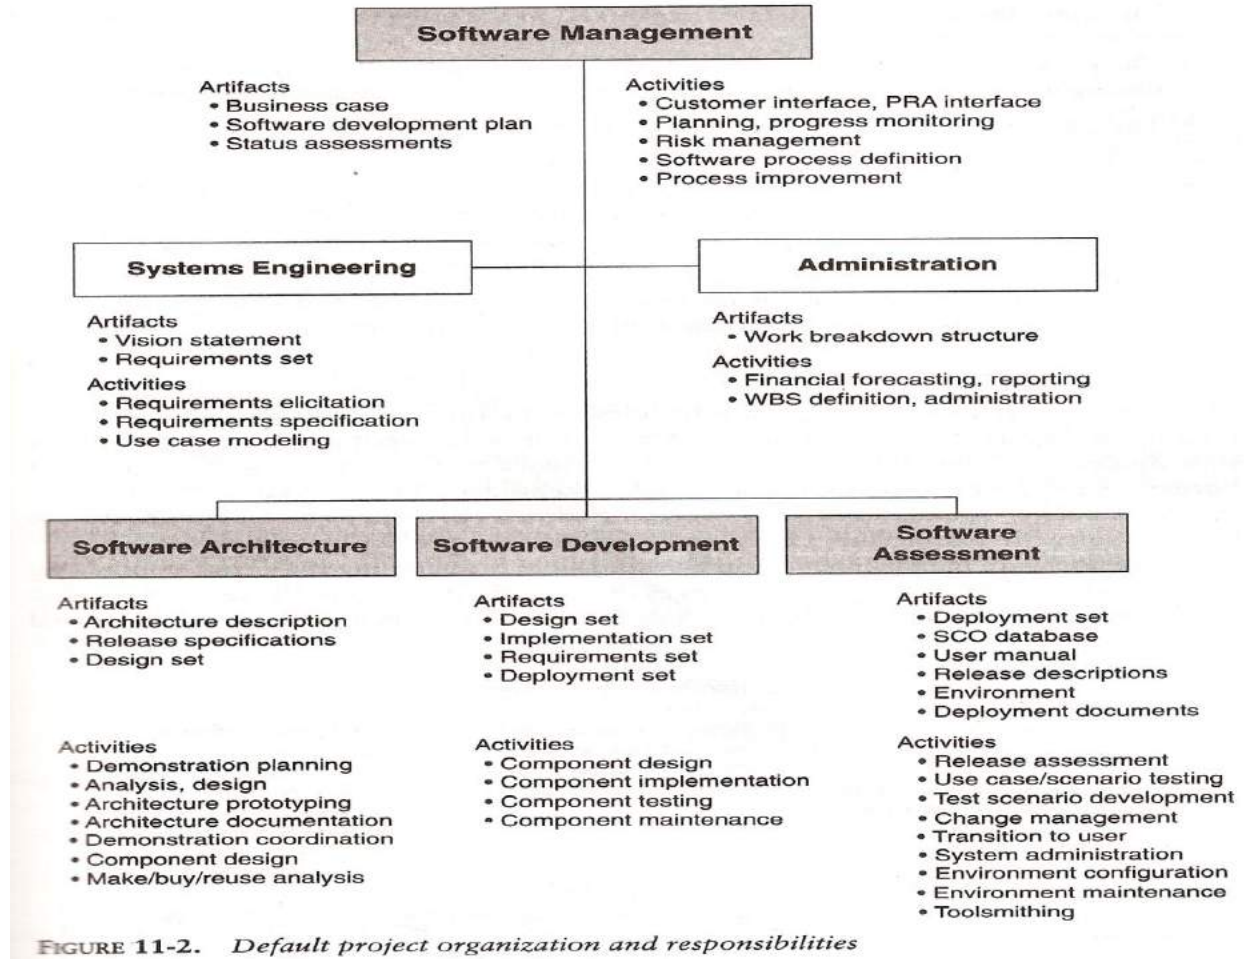 Software Management
Artifacts
• Business case
• Software development plan
• Status assessments
Activities
• Customer interface, PRA interface
• Planning, progress monitoring
• Risk management
• Software process definition
• Process improvement
Systems Engineering
Artifacts
• Vision statement
• Requirements set
Activities
• Requirements elicitation
• Requirements specification
• Use case modeling
Administration
Artifacts
• Work breakdown structure
Activities
• Financial forecasting, reporting
• WBS definition, administration
Software Architecture
Artifacts
• Architecture description
• Release specifications
• Design set
Activities
• Demonstration planning
• Analysis, design
• Architecture prototyping
• Architecture documentation
• Demonstration coordination
• Component design
• Make/buy/reuse analysis
Software Development
Artifacts
• Design set
• Implementation set
• Requirements set
• Deployment set
Activities
• Component design
• Component implementation
• Component testing
• Component maintenance
Software
Assessment
Artifacts
• Deployment set
• SCO database
• User manual
• Release descriptions
• Environment
• Deployment documents
Activities
• Release assessment
• Use case/scenario testing
• Test scenario development
• Change management
• Transition to user
• System administration
• Environment configuration
• Environment maintenance
• Toolsmithing
FIGURE 11-2. Default project organization and responsibilities